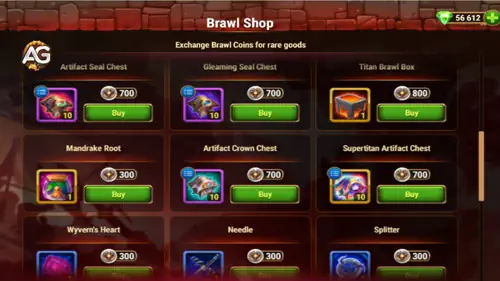 Brawl Shop
56 612
Exchange Brawl Coins for rare goods
AG
Artifact Seal Chest
Gleaming Seal Chest
Titan Brawl Box
10
700
Buy
10
700
Buy
1
800
Buy
Mandrake Root
Artifact Crown Chest
Supertitan Artifact Chest
1
300
Buy
10
700
Buy
10
700
Buy
Wyvern's Heart
Needle
Splitter
300
300
300